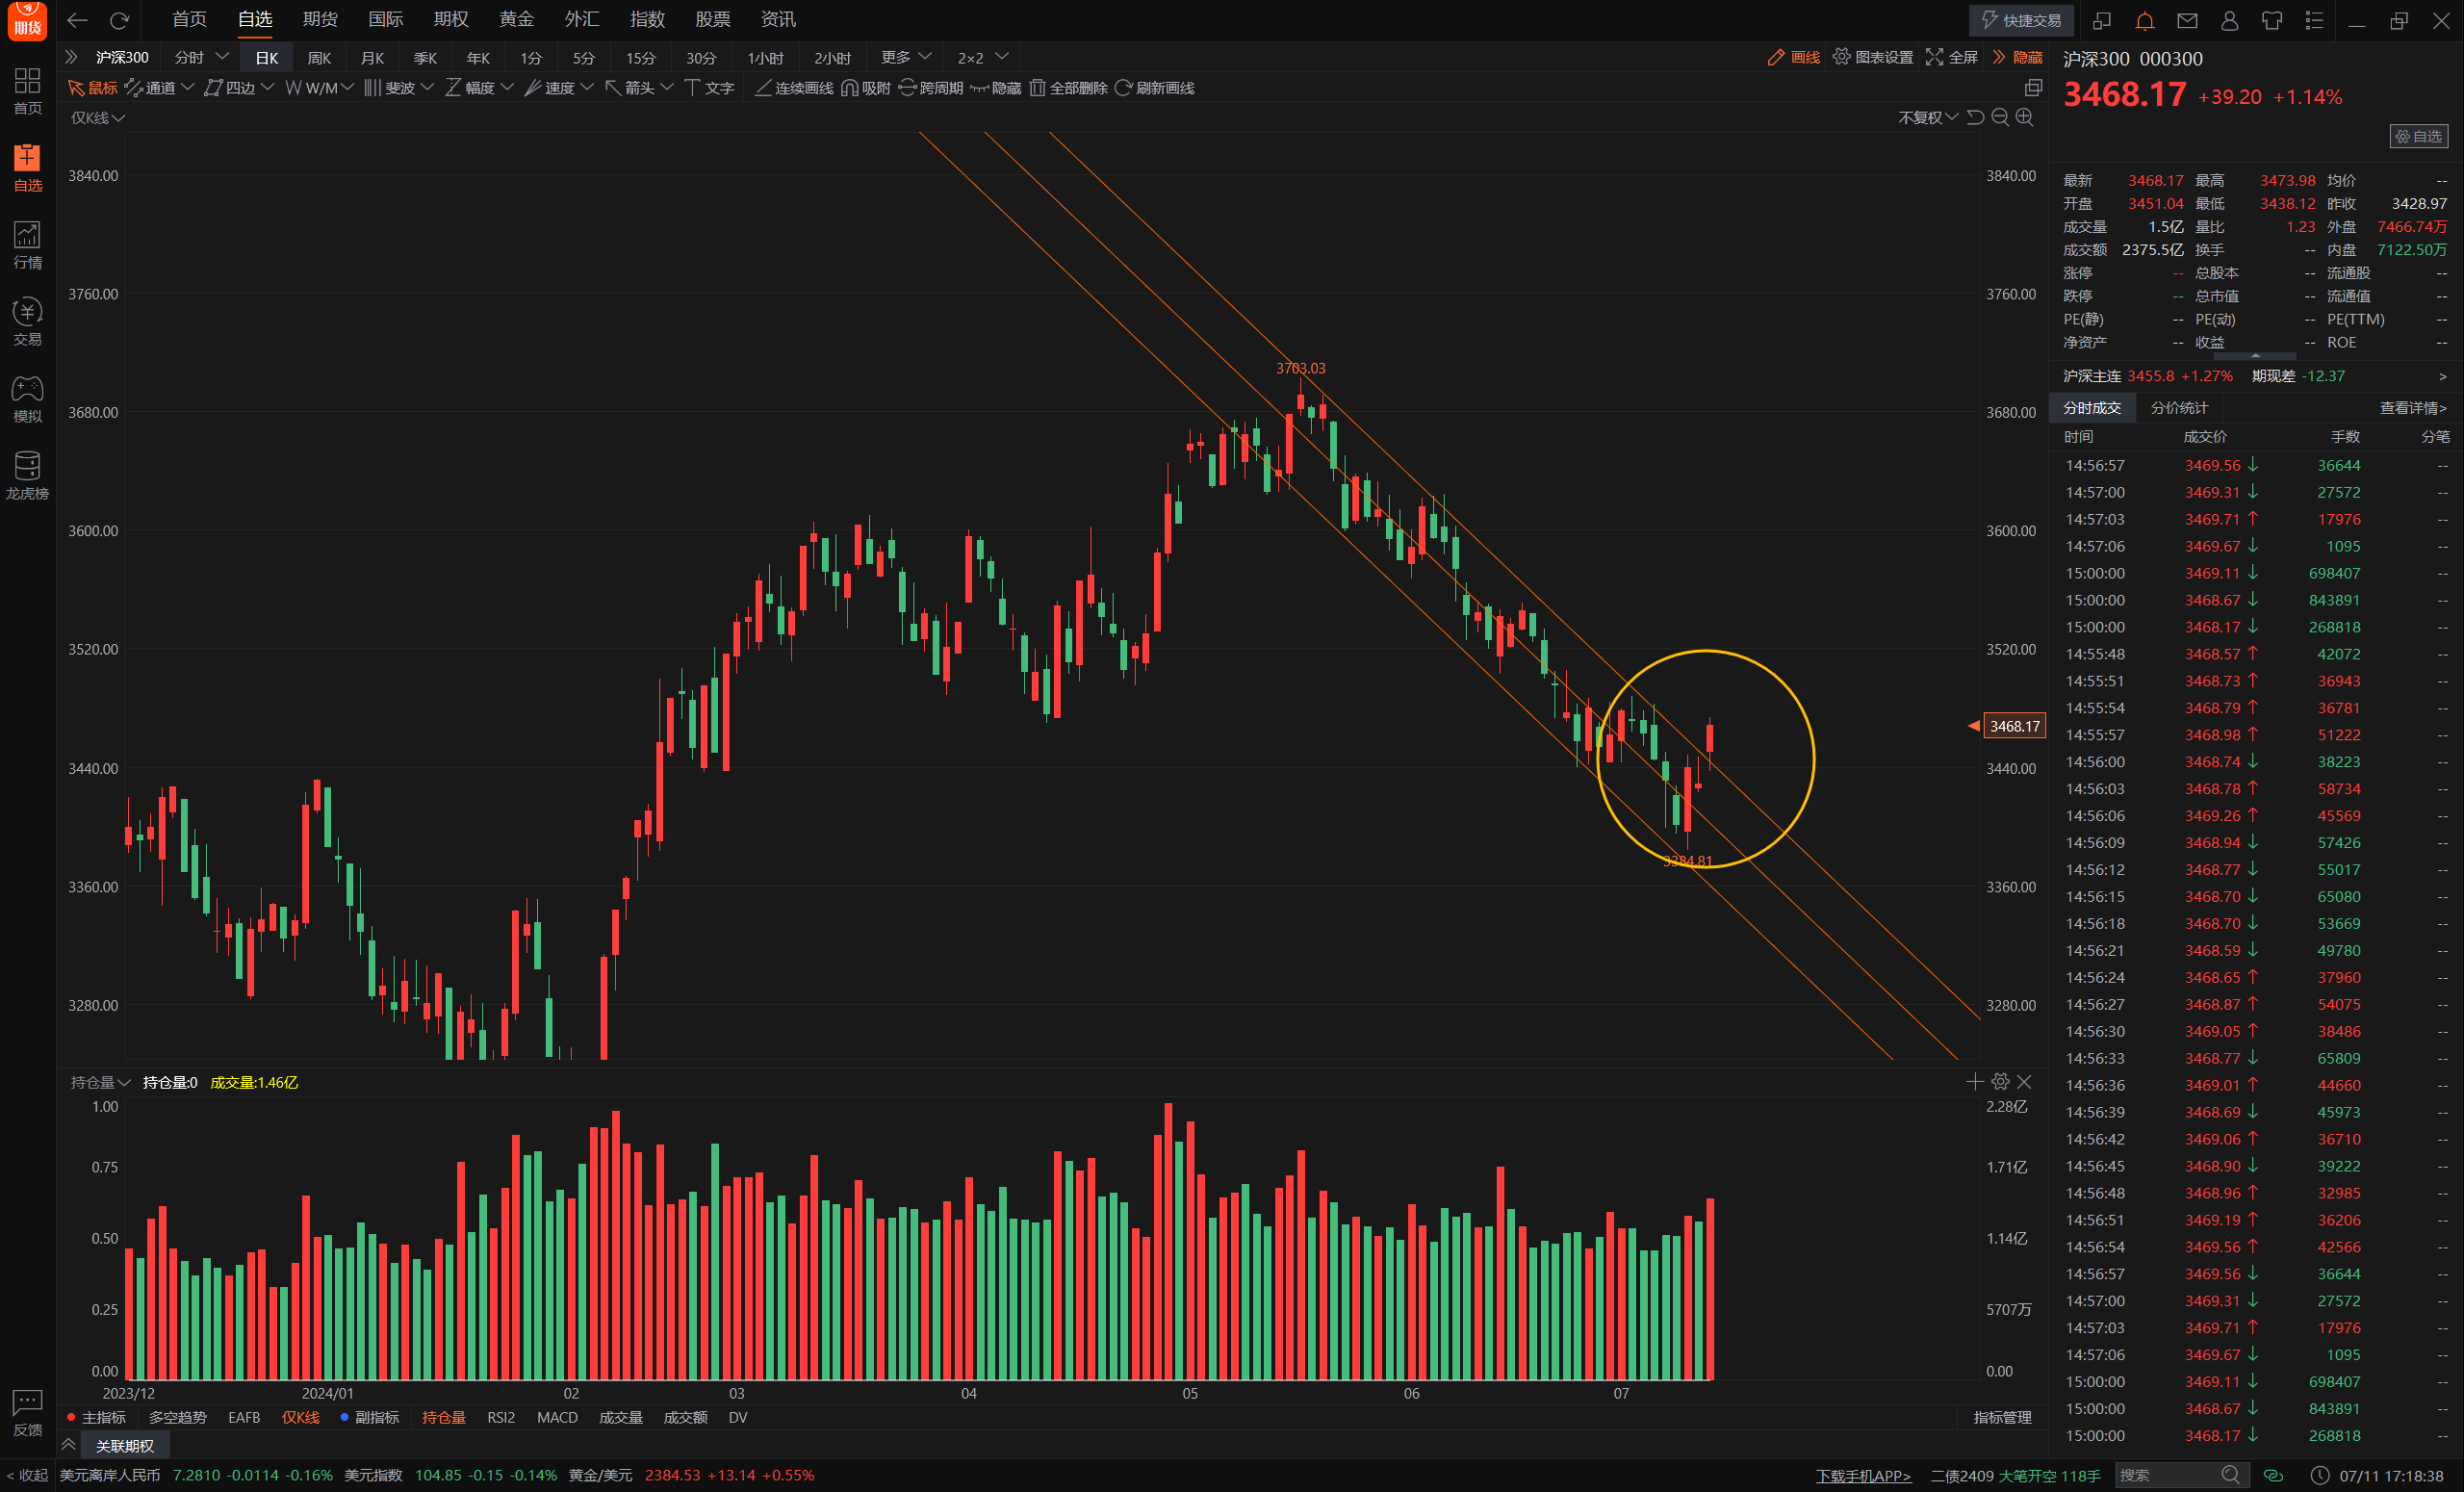 期货 首页 自选 期货 国际 期权 黄金 外汇 指数 股票 资讯 快捷交易
沪深300 分时 日K 周K 月K 季K 年K 1分 5分 15分 30分 1小时 2小时 更多 2×2 画线 图表设置 全屏 隐藏
鼠标 通道 四边 W/M 斐波 幅度 速度 箭头 文字 连续画线 吸附 跨周期 隐藏 全部删除 刷新画线
首页
自选
行情
交易
模拟
龙虎榜
反馈
< 收起
仅K线 不复权
3840.00 3840.00
3760.00 3760.00
3703.03
3680.00 3680.00
3600.00 3600.00
3520.00 3520.00
3468.17
3440.00 3440.00
3384.81
3360.00 3360.00
3280.00 3280.00
持仓量 持仓量:0 成交量:1.46亿
1.00 2.28亿
0.75 1.71亿
0.50 1.14亿
0.25 5707万
0.00 0.00
2023/12 2024/01 02 03 04 05 06 07
主指标 多空趋势 EAFB 仅K线 副指标 持仓量 RSI2 MACD 成交量 成交额 DV 指标管理
关联期权
沪深300 000300
3468.17 +39.20 +1.14%
自选
最新 3468.17 最高 3473.98 均价 --
开盘 3451.04 最低 3438.12 昨收 3428.97
成交量 1.5亿 量比 1.23 外盘 7466.74万
成交额 2375.5亿 换手 -- 内盘 7122.50万
涨停 -- 总股本 -- 流通股 --
跌停 -- 总市值 -- 流通值 --
PE(静) -- PE(动) -- PE(TTM) --
净资产 -- 收益 -- ROE --
沪深主连 3455.8 +1.27% 期现差 -12.37 >
分时成交 分价统计 查看详情>
时间 成交价 手数 分笔
14:56:57 3469.56 ↓ 36644 --
14:57:00 3469.31 ↓ 27572 --
14:57:03 3469.71 ↑ 17976 --
14:57:06 3469.67 ↓ 1095 --
15:00:00 3469.11 ↓ 698407 --
15:00:00 3468.67 ↓ 843891 --
15:00:00 3468.17 ↓ 268818 --
14:55:48 3468.57 ↑ 42072 --
14:55:51 3468.73 ↑ 36943 --
14:55:54 3468.79 ↑ 36781 --
14:55:57 3468.98 ↑ 51222 --
14:56:00 3468.74 ↓ 38223 --
14:56:03 3468.78 ↑ 58734 --
14:56:06 3469.26 ↑ 45569 --
14:56:09 3468.94 ↓ 57426 --
14:56:12 3468.77 ↓ 55017 --
14:56:15 3468.70 ↓ 65080 --
14:56:18 3468.70 ↓ 53669 --
14:56:21 3468.59 ↓ 49780 --
14:56:24 3468.65 ↑ 37960 --
14:56:27 3468.87 ↑ 54075 --
14:56:30 3469.05 ↑ 38486 --
14:56:33 3468.77 ↓ 65809 --
14:56:36 3469.01 ↑ 44660 --
14:56:39 3468.69 ↓ 45973 --
14:56:42 3469.06 ↑ 36710 --
14:56:45 3468.90 ↓ 39222 --
14:56:48 3468.96 ↑ 32985 --
14:56:51 3469.19 ↑ 36206 --
14:56:54 3469.56 ↑ 42566 --
14:56:57 3469.56 ↓ 36644 --
14:57:00 3469.31 ↓ 27572 --
14:57:03 3469.71 ↑ 17976 --
14:57:06 3469.67 ↓ 1095 --
15:00:00 3469.11 ↓ 698407 --
15:00:00 3468.67 ↓ 843891 --
15:00:00 3468.17 ↓ 268818 --
美元离岸人民币 7.2810 -0.0114 -0.16% 美元指数 104.85 -0.15 -0.14% 黄金/美元 2384.53 +13.14 +0.55% 下载手机APP> 二债2409 大笔开空 118手 搜索 07/11 17:18:38